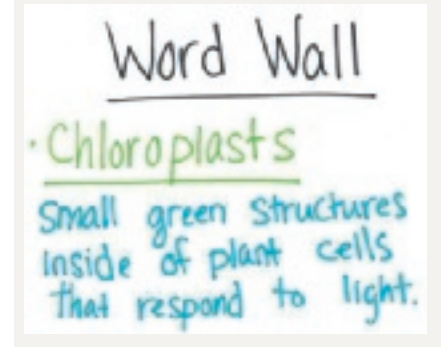 Word Wall
· Chloroplasts
Small green structures
inside of plant cells
that respond to light.